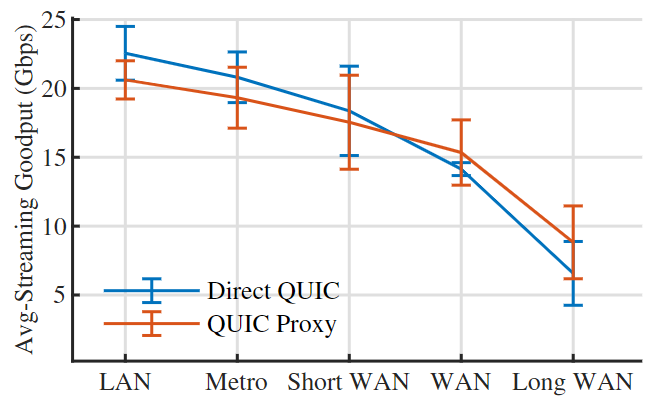 Avg-Streaming Goodput (Gbps)
25
20
15
10
5
Direct QUIC
QUIC Proxy
LAN Metro Short WAN WAN Long WAN